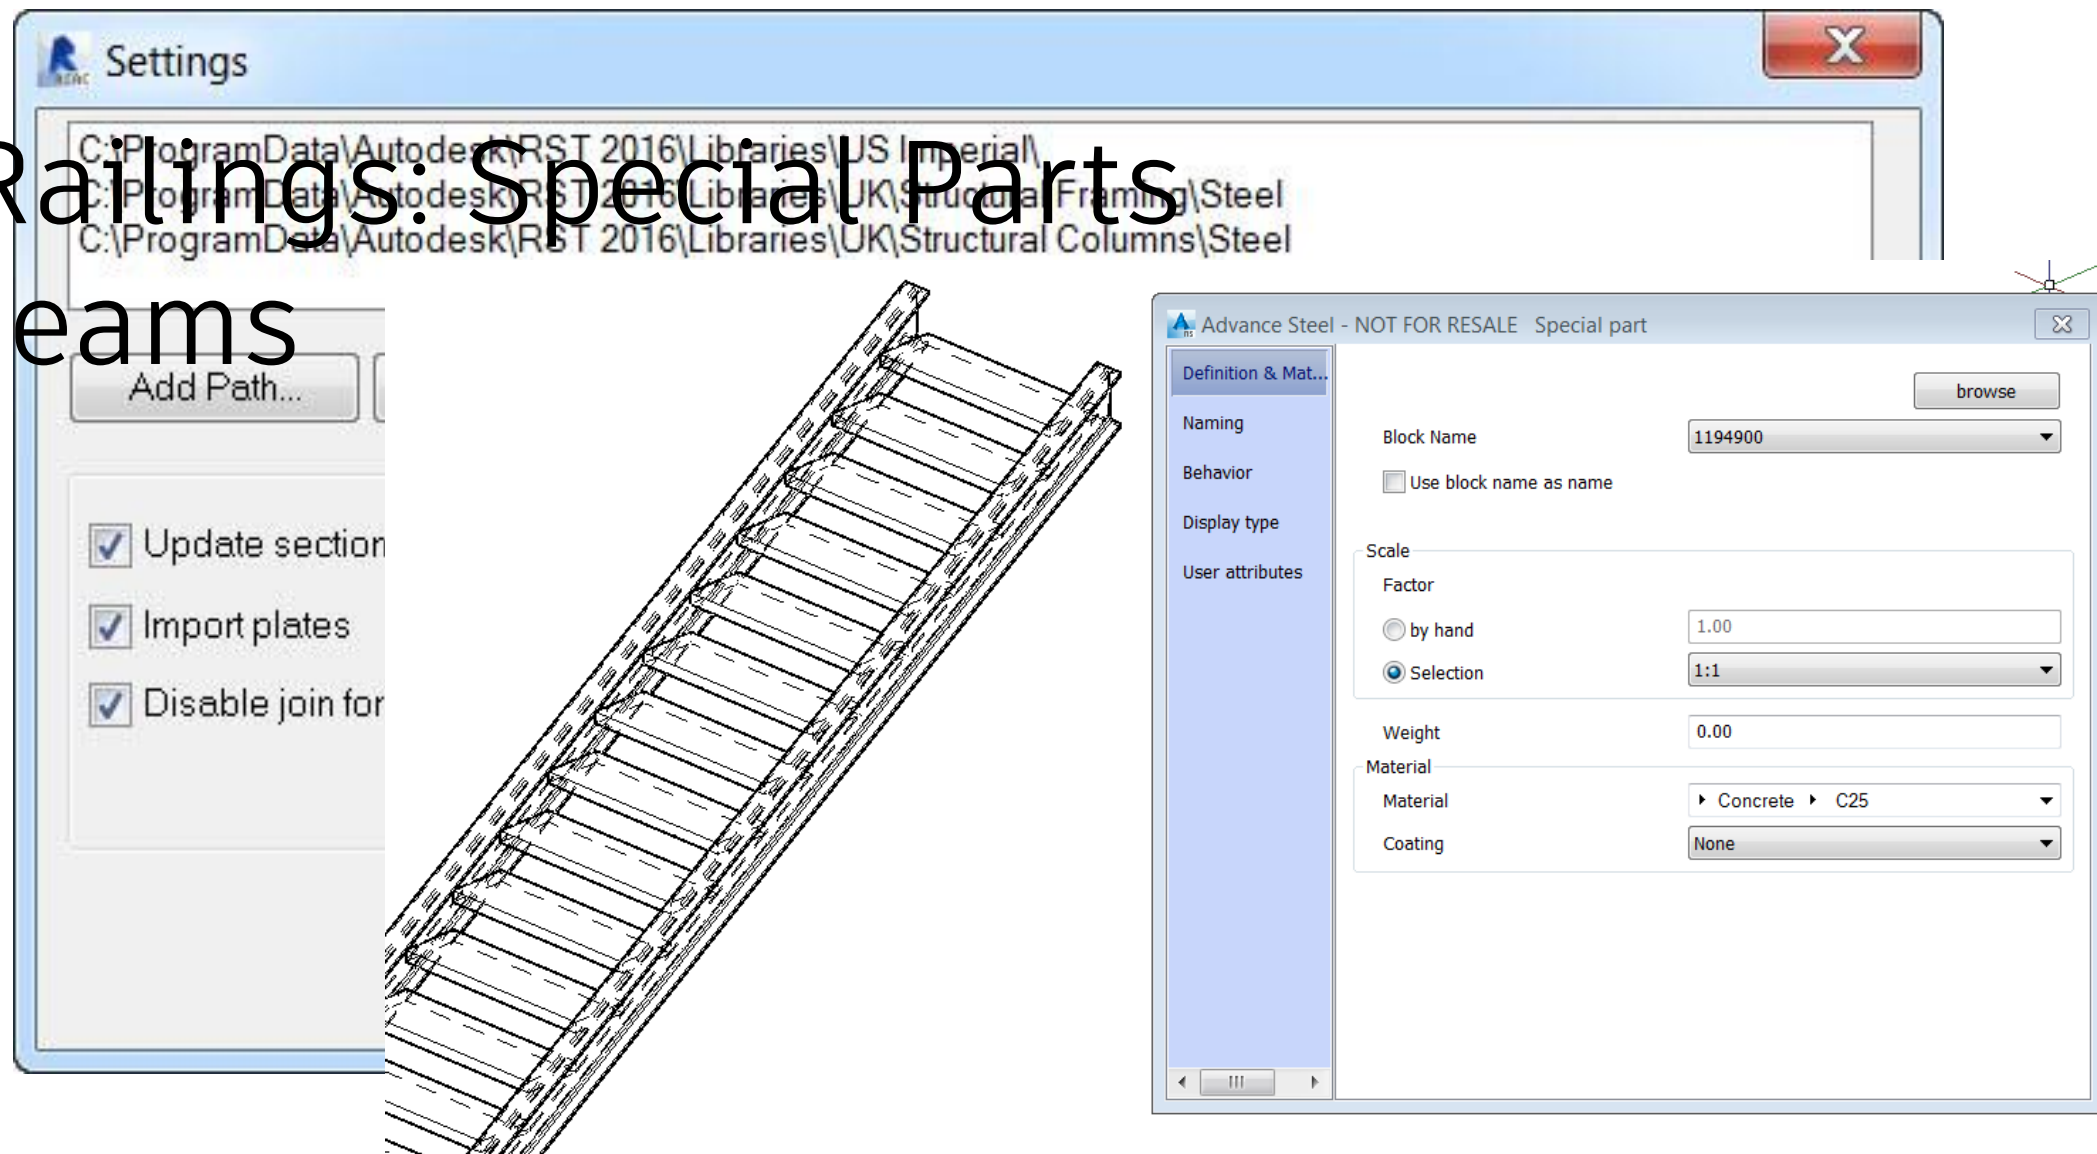 Settings
C:\ProgramData\Autodesk\RST 2016\Libraries\US Imperial\
C:\ProgramData\Autodesk\RST 2016\Libraries\UK\Structural Framing\Steel
C:\ProgramData\Autodesk\RST 2016\Libraries\UK\Structural Columns\Steel
Railings: Special Parts
eams
Add Path...
Update section
Import plates
Disable join for
Advance Steel - NOT FOR RESALE Special part
Definition & Mat...
Naming
Behavior
Display type
User attributes
browse
Block Name 1194900
Use block name as name
Scale
Factor
by hand 1.00
Selection 1:1
Weight 0.00
Material
Material Concrete C25
Coating None